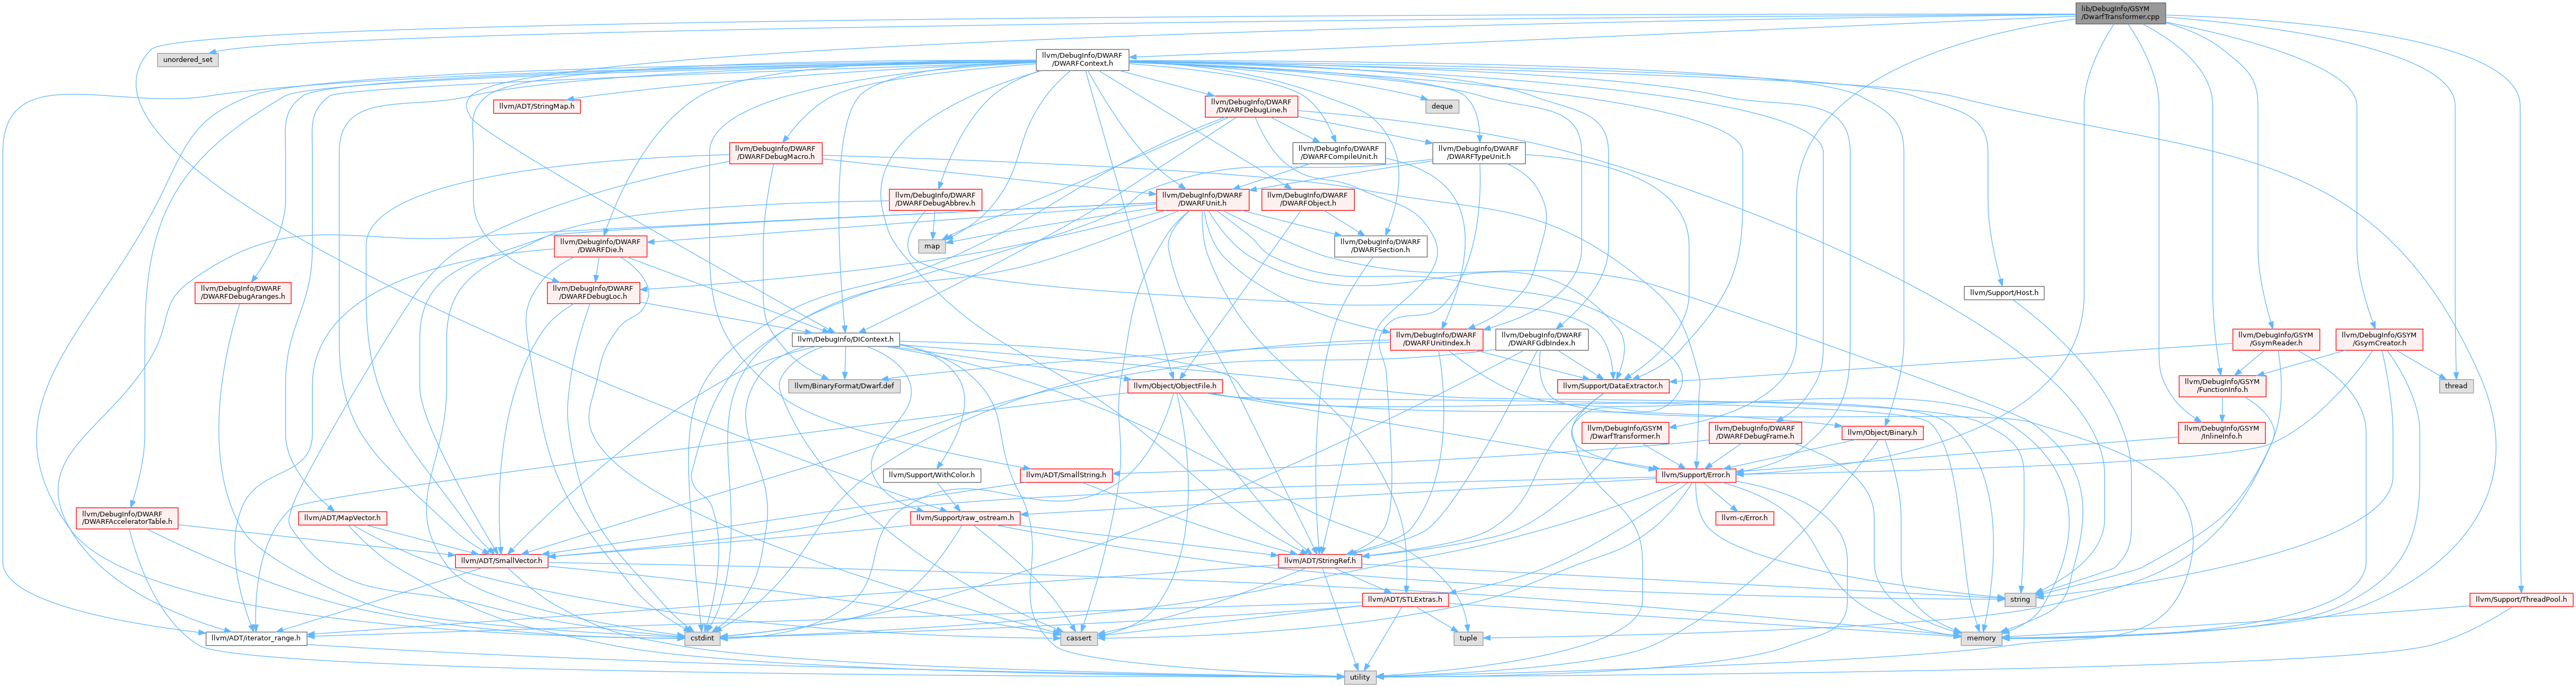 lib/DebugInfo/GSYM
/DwarfTransformer.cpp
unordered_set
llvm/DebugInfo/DWARF
/DWARFContext.h
llvm/ADT/StringMap.h
llvm/DebugInfo/DWARF
/DWARFDebugLine.h
deque
llvm/DebugInfo/DWARF
/DWARFDebugMacro.h
llvm/DebugInfo/DWARF
/DWARFCompileUnit.h
llvm/DebugInfo/DWARF
/DWARFTypeUnit.h
llvm/DebugInfo/DWARF
/DWARFDebugAbbrev.h
llvm/DebugInfo/DWARF
/DWARFUnit.h
llvm/DebugInfo/DWARF
/DWARFObject.h
llvm/DebugInfo/DWARF
/DWARFDie.h
map
llvm/DebugInfo/DWARF
/DWARFSection.h
llvm/DebugInfo/DWARF
/DWARFDebugAranges.h
llvm/DebugInfo/DWARF
/DWARFDebugLoc.h
llvm/Support/Host.h
llvm/DebugInfo/DIContext.h
llvm/DebugInfo/DWARF
/DWARFUnitIndex.h
llvm/DebugInfo/DWARF
/DWARFGdbIndex.h
llvm/DebugInfo/GSYM
/GsymReader.h
llvm/DebugInfo/GSYM
/GsymCreator.h
llvm/BinaryFormat/Dwarf.def
llvm/Object/ObjectFile.h
llvm/Support/DataExtractor.h
llvm/DebugInfo/GSYM
/FunctionInfo.h
thread
llvm/DebugInfo/GSYM
/DwarfTransformer.h
llvm/DebugInfo/DWARF
/DWARFDebugFrame.h
llvm/Object/Binary.h
llvm/DebugInfo/GSYM
/InlineInfo.h
llvm/Support/WithColor.h
llvm/ADT/SmallString.h
llvm/Support/Error.h
llvm/DebugInfo/DWARF
/DWARFAcceleratorTable.h
llvm/ADT/MapVector.h
llvm/Support/raw_ostream.h
llvm-c/Error.h
llvm/ADT/SmallVector.h
llvm/ADT/StringRef.h
llvm/ADT/STLExtras.h
string
llvm/Support/ThreadPool.h
llvm/ADT/iterator_range.h
cstdint
cassert
tuple
memory
utility